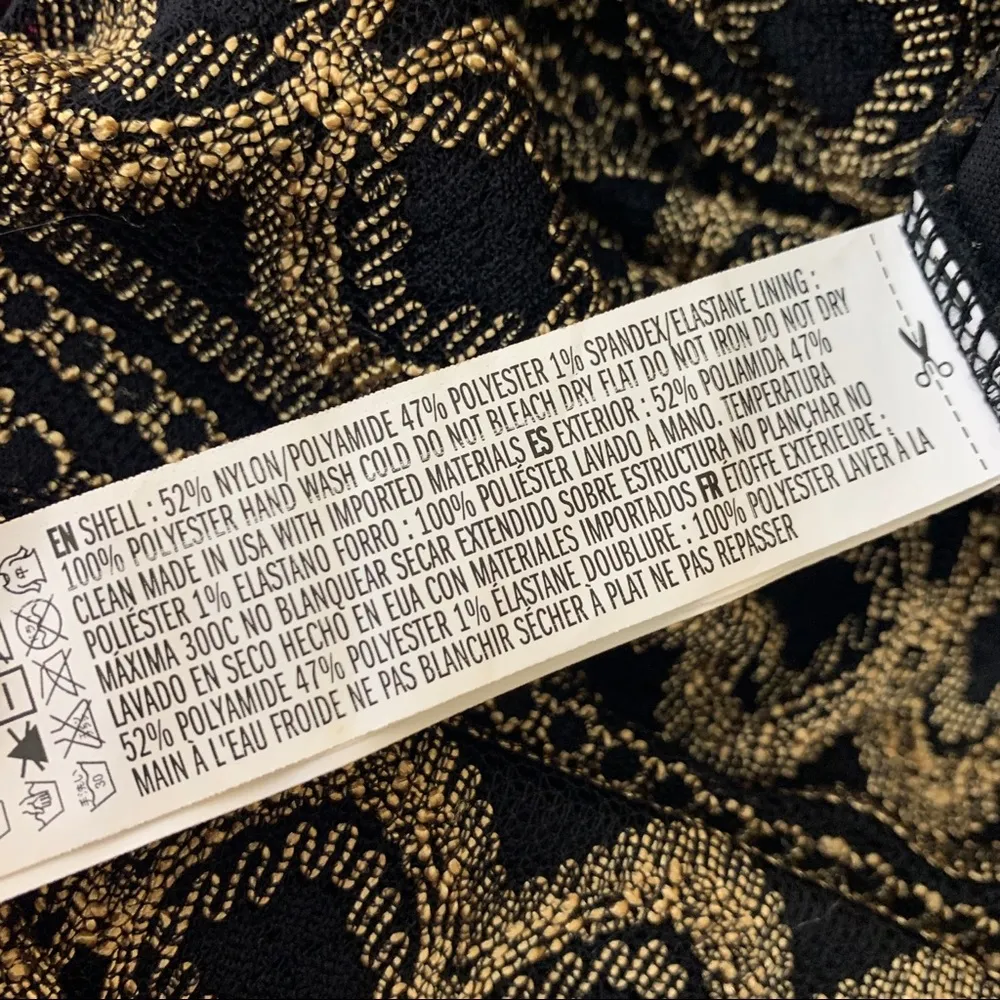 EN SHELL : 52% NYLON/POLYAMIDE 47% POLYESTER 1% SPANDEX/ELASTANE LINING :
100% POLYESTER HAND WASH COLD DO NOT BLEACH DRY FLAT DO NOT IRON DO NOT DRY
CLEAN MADE IN USA WITH IMPORTED MATERIALS ES EXTERIOR : 52% POLIAMIDA 47%
POLIÉSTER 1% ELASTANO FORRO : 100% POLIÉSTER LAVADO A MANO. TEMPERATURA
MÁXIMA 300C NO BLANQUEAR SECAR EXTENDIDO SOBRE ESTRUCTURA NO PLANCHAR NO
LAVADO EN SECO HECHO EN EUA CON MATERIALES IMPORTADOS FR ÉTOFFE EXTÉRIEURE :
52% POLYAMIDE 47% POLYESTER 1% ÉLASTANE DOUBLURE : 100% POLYESTER LAVER À LA
MAIN À L'EAU FROIDE NE PAS BLANCHIR SÉCHER À PLAT NE PAS REPASSER
30